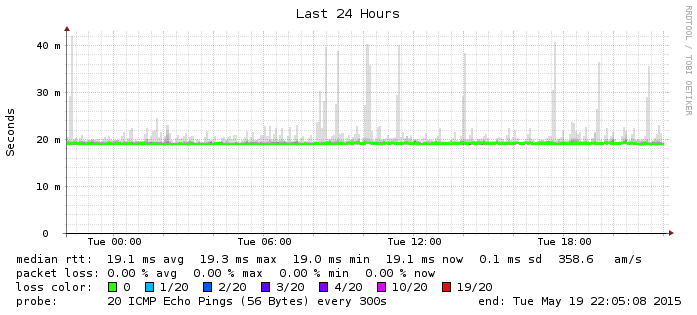 Last 24 Hours
RRDTOOL / TOBI OETIKER
Seconds
40 m
30 m
20 m
10 m
0
Tue 00:00 Tue 06:00 Tue 12:00 Tue 18:00
median rtt: 19.1 ms avg 19.3 ms max 19.0 ms min 19.1 ms now 0.1 ms sd 358.6 am/s
packet loss: 0.00 % avg 0.00 % max 0.00 % min 0.00 % now
loss color: 0 1/20 2/20 3/20 4/20 10/20 19/20
probe: 20 ICMP Echo Pings (56 Bytes) every 300s end: Tue May 19 22:05:08 2015